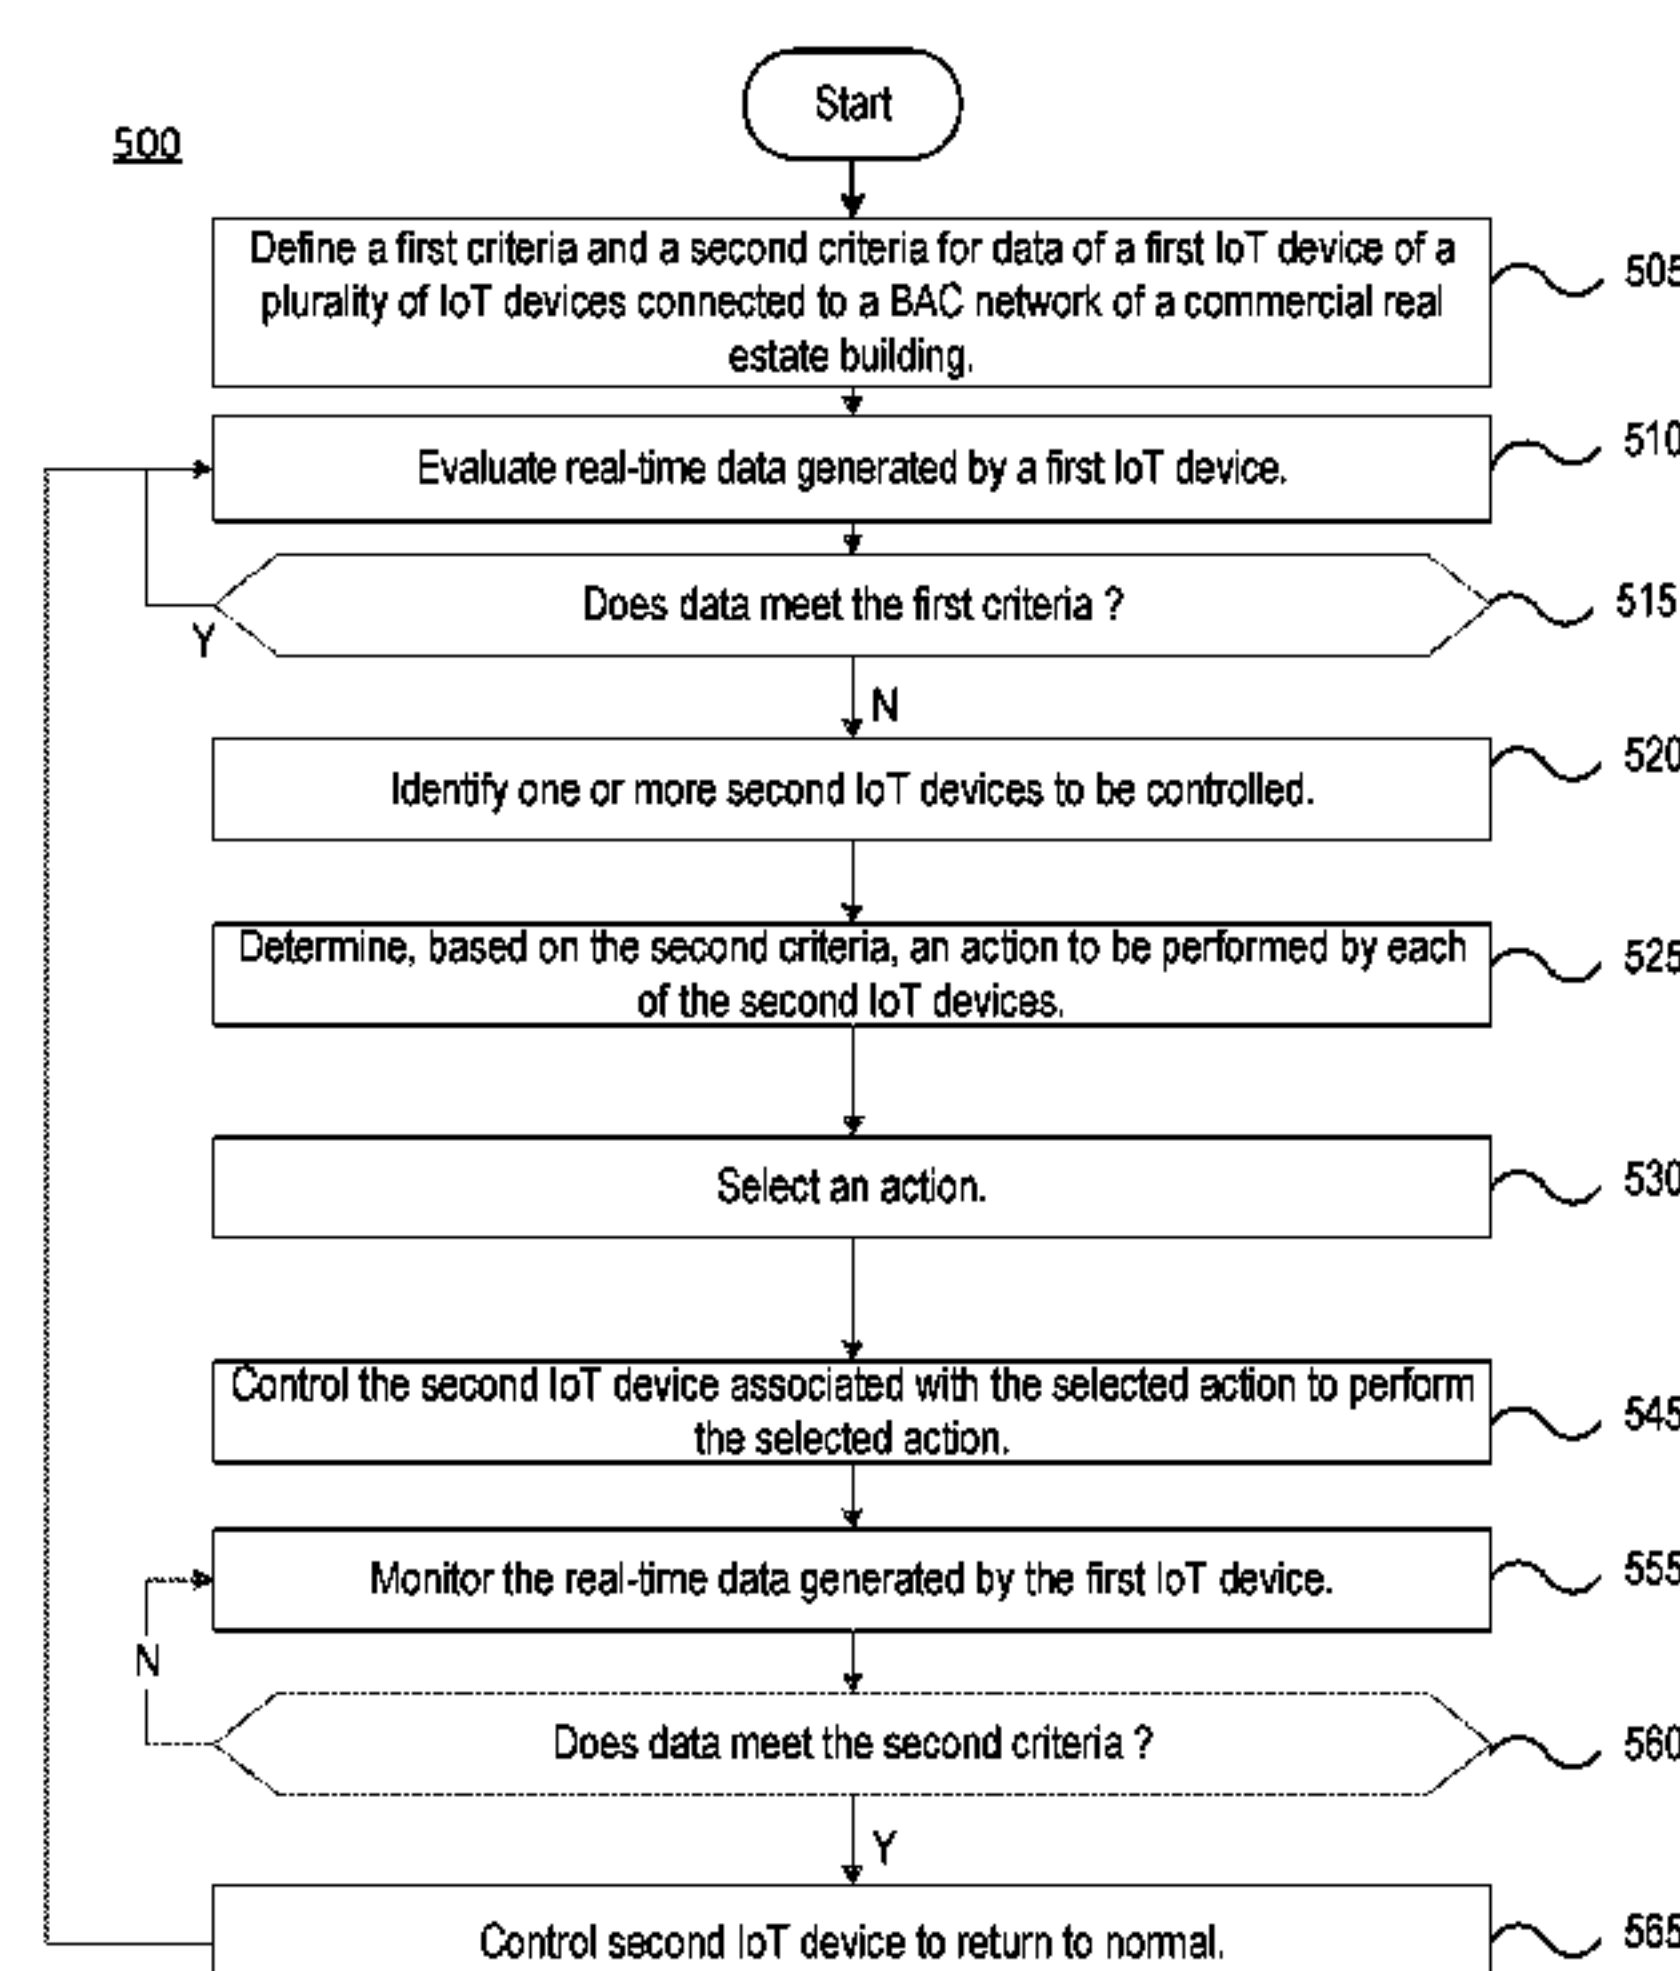 Start
500
Define a first criteria and a second criteria for data of a first IoT device of a
plurality of IoT devices connected to a BAC network of a commercial real
estate building.
505
Evaluate real-time data generated by a first IoT device.
510
Does data meet the first criteria ?
515
Y
N
Identify one or more second IoT devices to be controlled.
520
Determine, based on the second criteria, an action to be performed by each
of the second IoT devices.
525
Select an action.
530
Control the second IoT device associated with the selected action to perform
the selected action.
545
Monitor the real-time data generated by the first IoT device.
555
N
Does data meet the second criteria ?
560
Y
Control second IoT device to return to normal.
565